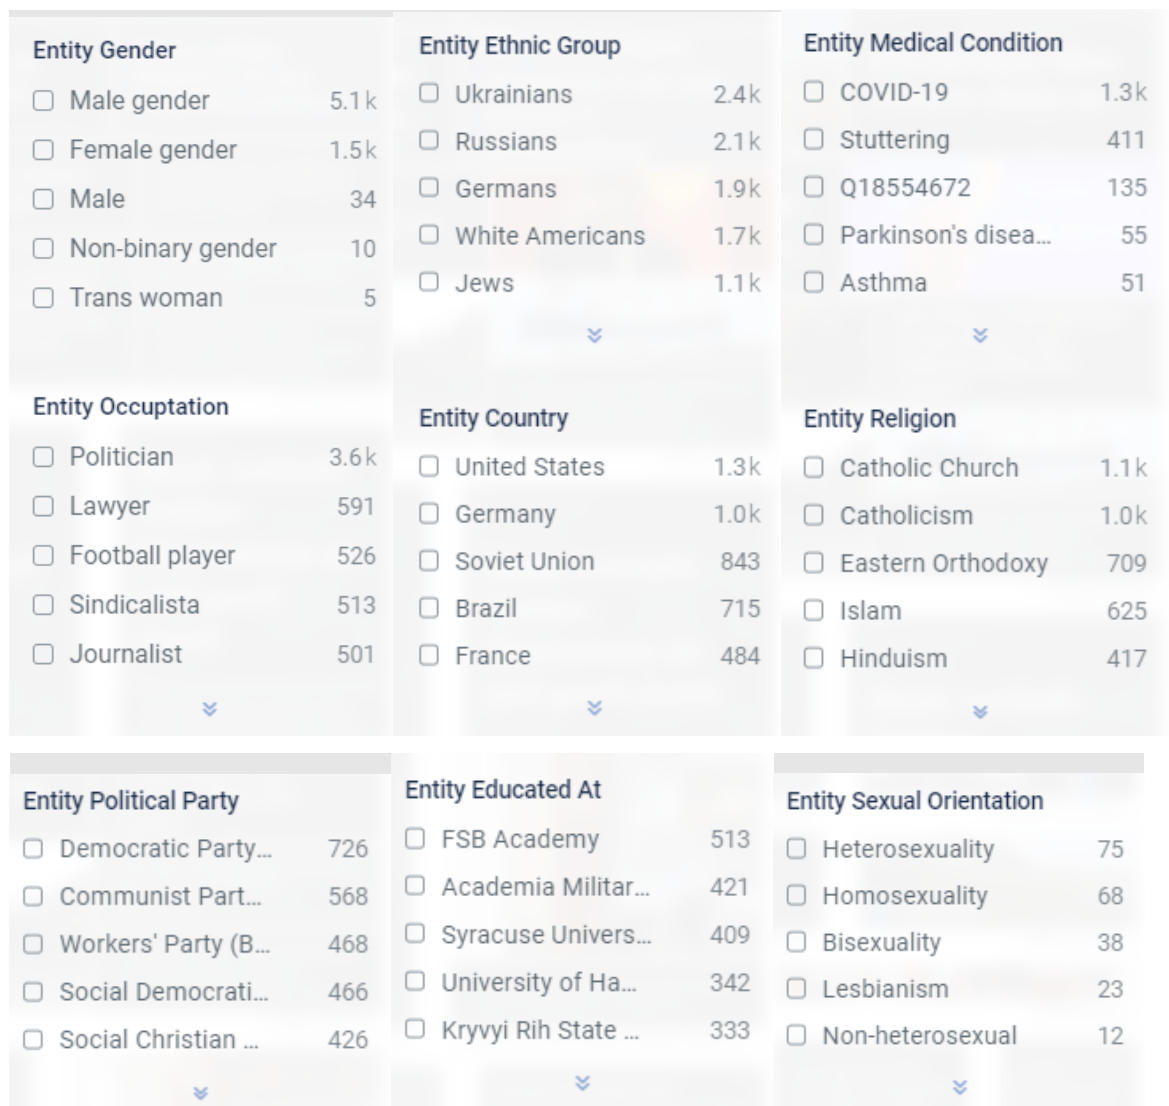 Entity Gender
Male gender 5.1k
Female gender 1.5k
Male 34
Non-binary gender 10
Trans woman 5
Entity Occuptation
Politician 3.6k
Lawyer 591
Football player 526
Sindicalista 513
Journalist 501
Entity Ethnic Group
Ukrainians 2.4k
Russians 2.1k
Germans 1.9k
White Americans 1.7k
Jews 1.1k
Entity Country
United States 1.3k
Germany 1.0k
Soviet Union 843
Brazil 715
France 484
Entity Medical Condition
COVID-19 1.3k
Stuttering 411
Q18554672 135
Parkinson's disea... 55
Asthma 51
Entity Religion
Catholic Church 1.1k
Catholicism 1.0k
Eastern Orthodoxy 709
Islam 625
Hinduism 417
Entity Political Party
Democratic Party... 726
Communist Part... 568
Workers' Party (B... 468
Social Democrati... 466
Social Christian ... 426
Entity Educated At
FSB Academy 513
Academia Militar... 421
Syracuse Univers... 409
University of Ha... 342
Kryvyi Rih State ... 333
Entity Sexual Orientation
Heterosexuality 75
Homosexuality 68
Bisexuality 38
Lesbianism 23
Non-heterosexual 12